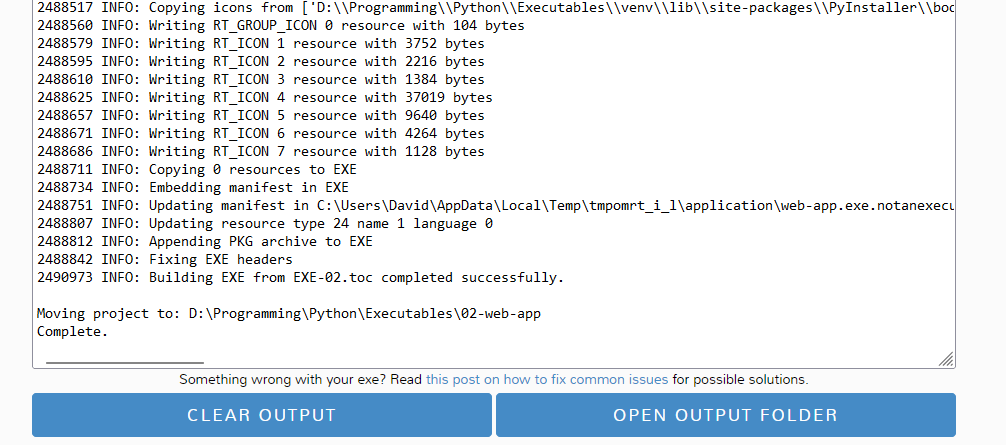 2488517 INFO: Copying icons from ['D:\\Programming\\Python\\Executables\\venv\\lib\\site-packages\\PyInstaller\\boo
2488560 INFO: Writing RT_GROUP_ICON 0 resource with 104 bytes
2488579 INFO: Writing RT_ICON 1 resource with 3752 bytes
2488595 INFO: Writing RT_ICON 2 resource with 2216 bytes
2488610 INFO: Writing RT_ICON 3 resource with 1384 bytes
2488625 INFO: Writing RT_ICON 4 resource with 37019 bytes
2488657 INFO: Writing RT_ICON 5 resource with 9640 bytes
2488671 INFO: Writing RT_ICON 6 resource with 4264 bytes
2488686 INFO: Writing RT_ICON 7 resource with 1128 bytes
2488711 INFO: Copying 0 resources to EXE
2488734 INFO: Embedding manifest in EXE
2488751 INFO: Updating manifest in C:\Users\David\AppData\Local\Temp\tmpomrt_i_l\application\web-app.exe.notanexecu
2488807 INFO: Updating resource type 24 name 1 language 0
2488812 INFO: Appending PKG archive to EXE
2488842 INFO: Fixing EXE headers
2490973 INFO: Building EXE from EXE-02.toc completed successfully.
Moving project to: D:\Programming\Python\Executables\02-web-app
Complete.
Something wrong with your exe? Read this post on how to fix common issues for possible solutions.
CLEAR OUTPUT
OPEN OUTPUT FOLDER